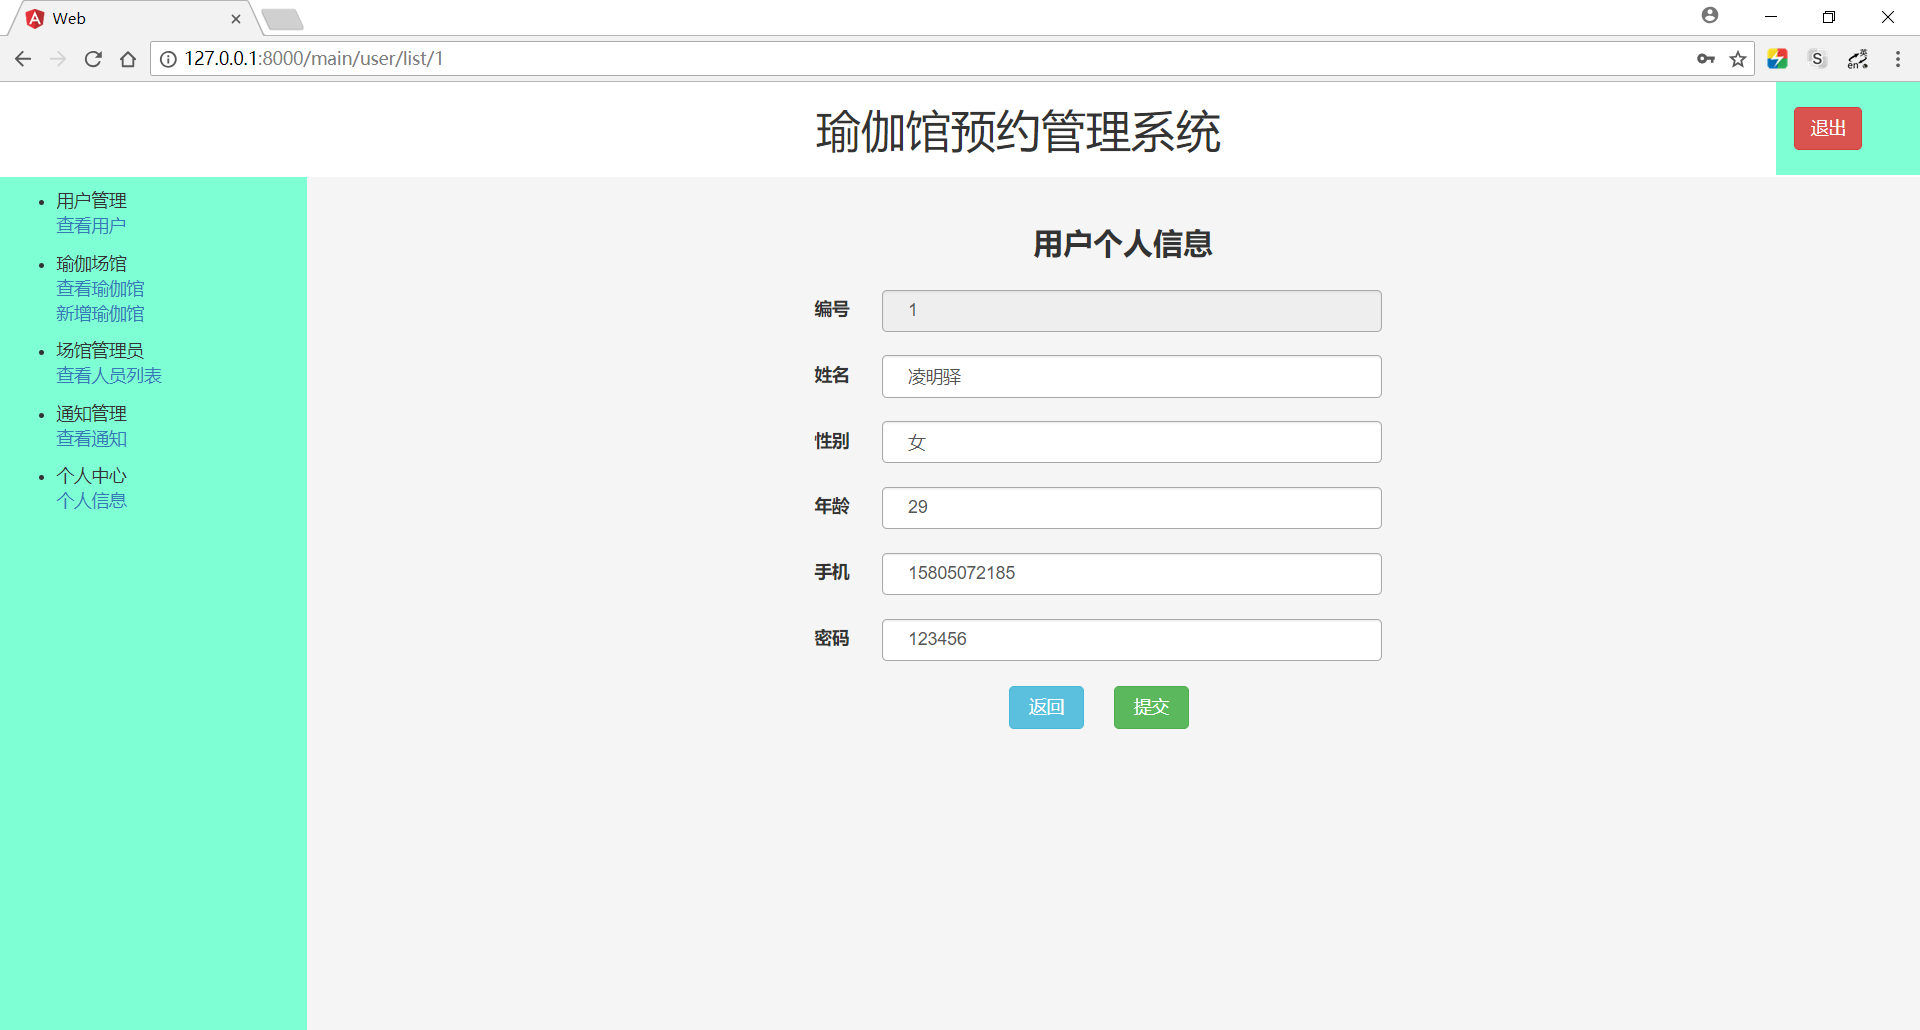 Web
127.0.0.1:8000/main/user/list/1
S
英
en
瑜伽馆预约管理系统
退出
用户管理
查看用户
瑜伽场馆
查看瑜伽馆
新增瑜伽馆
场馆管理员
查看人员列表
通知管理
查看通知
个人中心
个人信息
用户个人信息
编号 1
姓名 凌明驿
性别 女
年龄 29
手机 15805072185
密码 123456
返回 提交